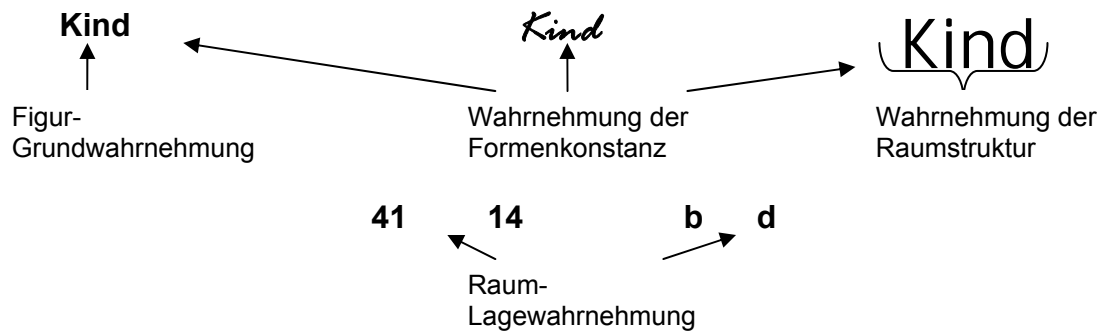 Kind Kind Kind
Figur-
Grundwahrnehmung
Wahrnehmung der
Formenkonstanz
Wahrnehmung der
Raumstruktur
41 14 b d
Raum-
Lagewahrnehmung